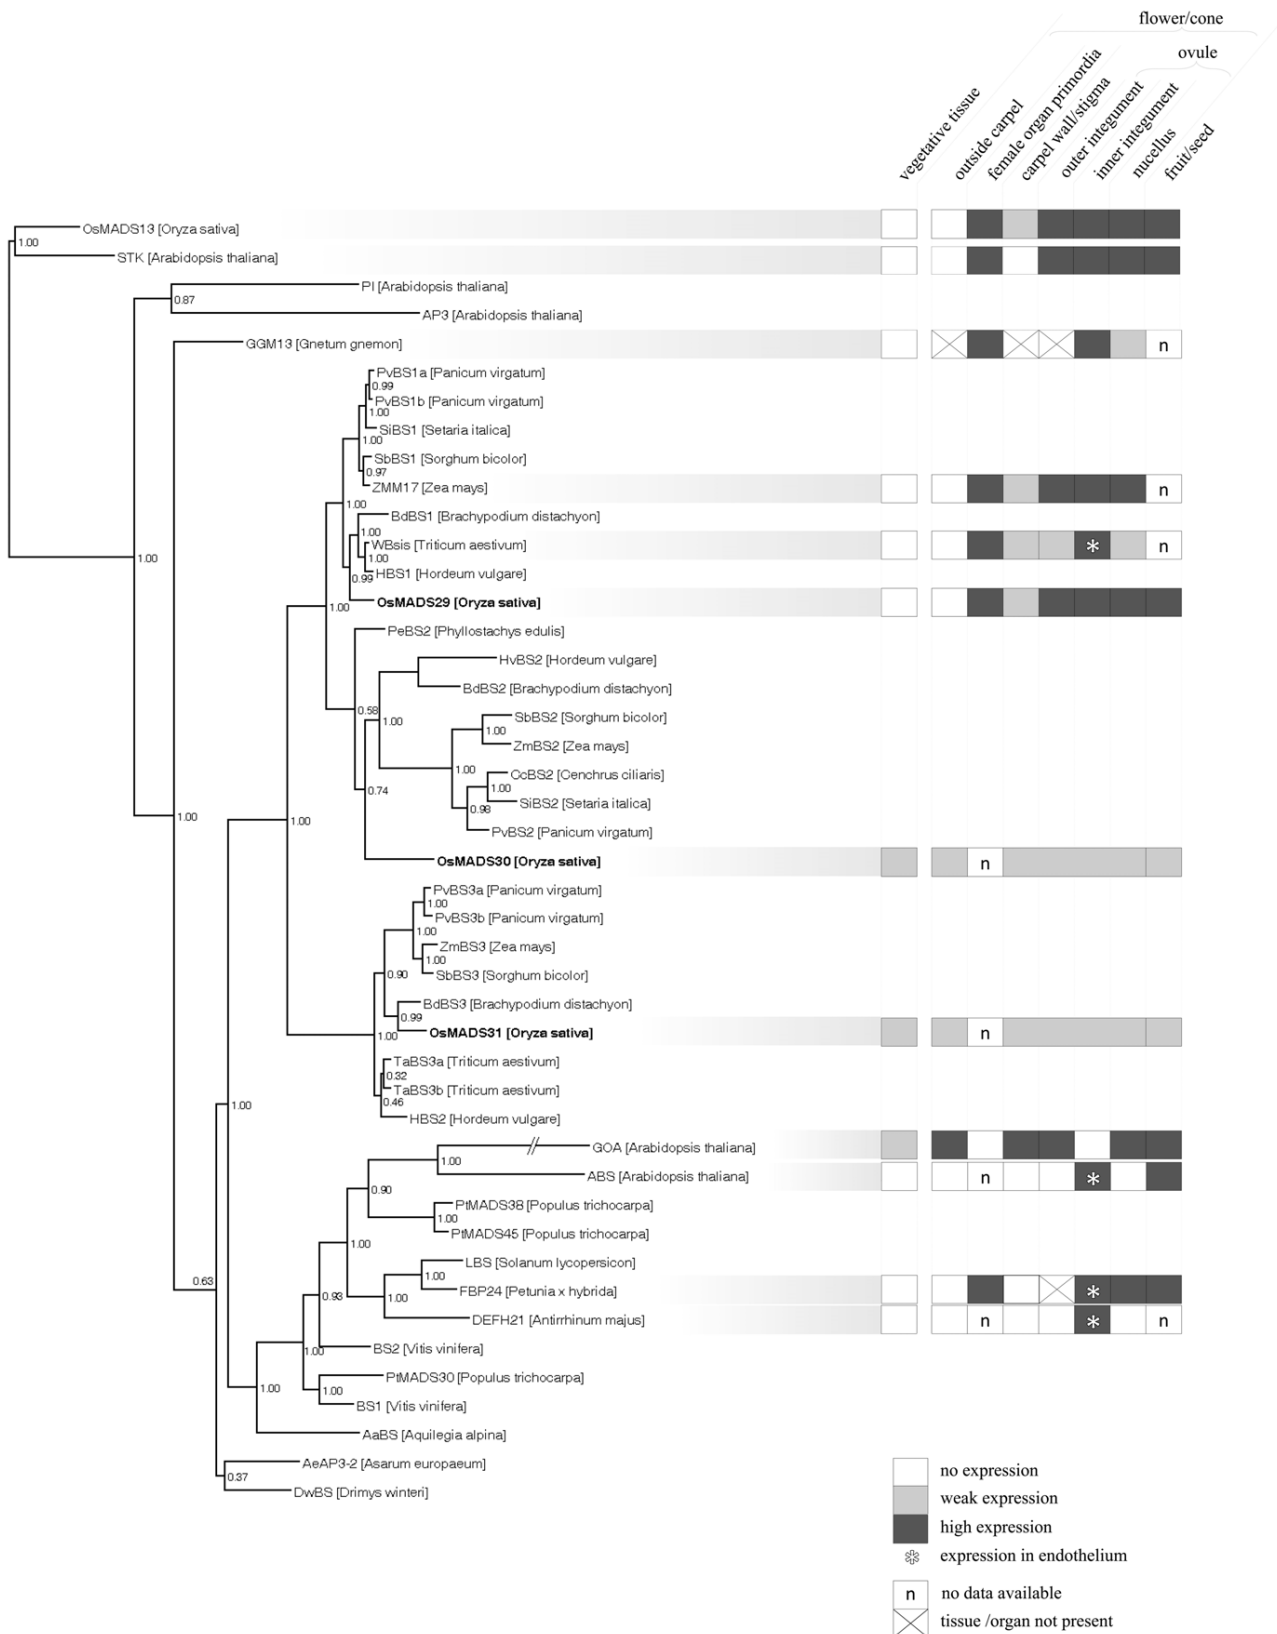 flower/cone
ovule
vegetative tissue
outside carpel
female organ primordia
carpel wall/stigma
outer integument
inner integument
nucellus
fruit/seed
OsMADS13 [Oryza sativa]
1.00
STK [Arabidopsis thaliana]
PI [Arabidopsis thaliana]
0.87
AP3 [Arabidopsis thaliana]
GGM13 [Gnetum gnemon]
n
PvBS1a [Panicum virgatum]
0.99
PvBS1b [Panicum virgatum]
1.00
SiBS1 [Setaria italica]
1.00
SbBS1 [Sorghum bicolor]
0.97
ZMM17 [Zea mays]
n
1.00
BdBS1 [Brachypodium distachyon]
1.00
WBsis [Triticum aestivum]
* n
1.00
1.00
HBS1 [Hordeum vulgare]
0.99
OsMADS29 [Oryza sativa]
1.00
PeBS2 [Phyllostachys edulis]
HvBS2 [Hordeum vulgare]
BdBS2 [Brachypodium distachyon]
0.58
SbBS2 [Sorghum bicolor]
1.00
1.00
ZmBS2 [Zea mays]
1.00
CcBS2 [Cenchrus ciliaris]
1.00
0.74
SiBS2 [Setaria italica]
0.98
1.00
1.00
PvBS2 [Panicum virgatum]
OsMADS30 [Oryza sativa]
n
PvBS3a [Panicum virgatum]
1.00
PvBS3b [Panicum virgatum]
1.00
ZmBS3 [Zea mays]
1.00
0.90
SbBS3 [Sorghum bicolor]
BdBS3 [Brachypodium distachyon]
0.99
OsMADS31 [Oryza sativa]
n
1.00
TaBS3a [Triticum aestivum]
0.32
TaBS3b [Triticum aestivum]
0.46
1.00
HBS2 [Hordeum vulgare]
GOA [Arabidopsis thaliana]
1.00
ABS [Arabidopsis thaliana]
n *
0.90
PtMADS38 [Populus trichocarpa]
1.00
PtMADS45 [Populus trichocarpa]
1.00
LBS [Solanum lycopersicon]
1.00
0.63
FBP24 [Petunia x hybrida]
*
0.93
1.00
DEFH21 [Antirrhinum majus]
n * n
1.00
BS2 [Vitis vinifera]
PtMADS30 [Populus trichocarpa]
1.00
1.00
BS1 [Vitis vinifera]
AaBS [Aquilegia alpina]
AeAP3-2 [Asarum europaeum]
0.37
DwBS [Drimys winteri]
no expression
weak expression
high expression
* expression in endothelium
n no data available
tissue /organ not present